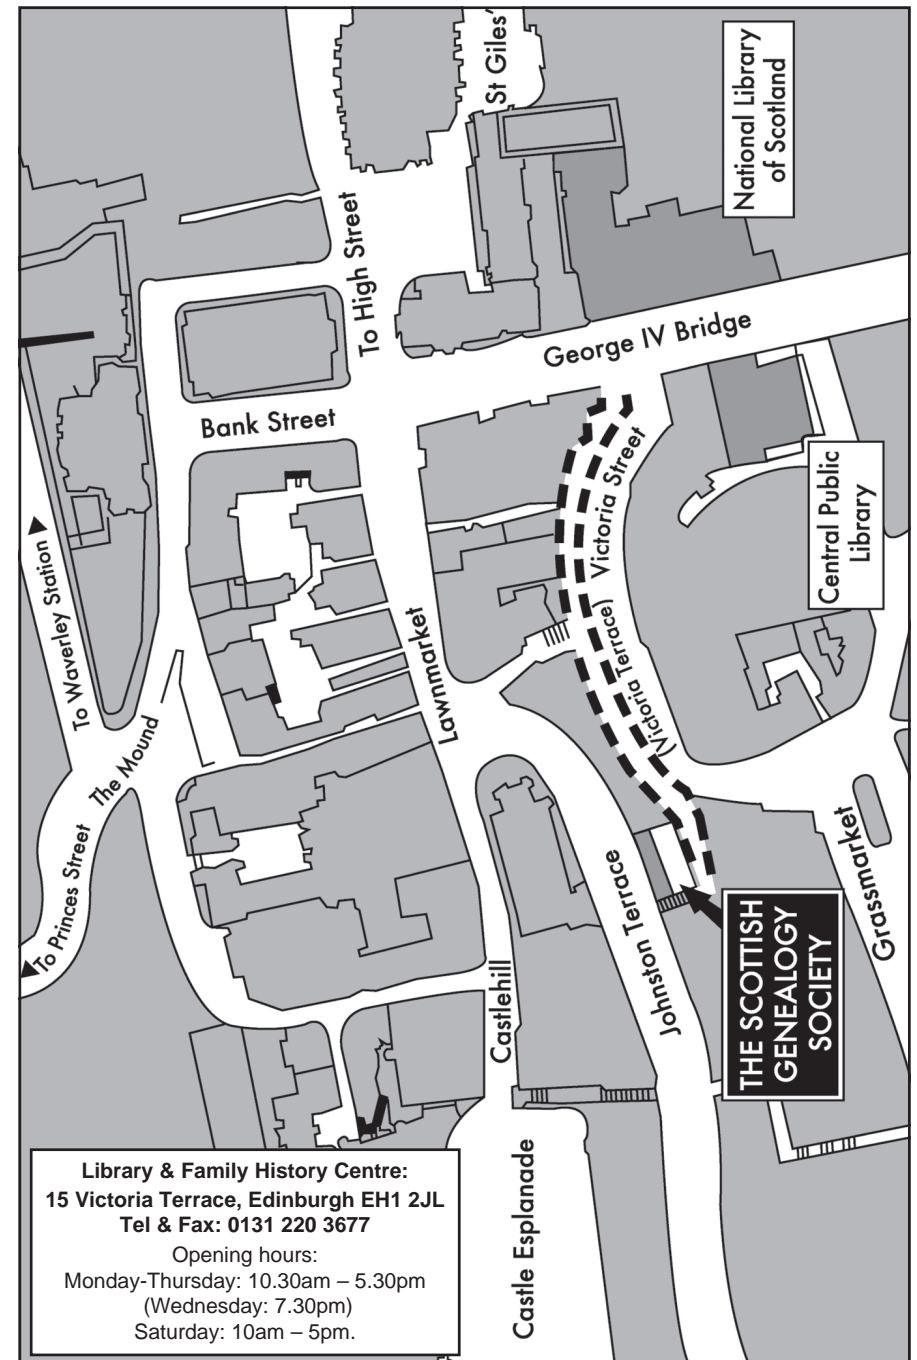 St Giles'
National Library
of Scotland
To High Street
George IV Bridge
Bank Street
Victoria Street
Central Public
Library
To Waverley Station
Lawnmarket
(Victoria Terrace)
The Mound
To Princes Street
Johnston Terrace
Grassmarket
THE SCOTTISH
GENEALOGY
SOCIETY
Castlehill
Castle Esplanade
Library & Family History Centre:
15 Victoria Terrace, Edinburgh EH1 2JL
Tel & Fax: 0131 220 3677
Opening hours:
Monday-Thursday: 10.30am – 5.30pm
(Wednesday: 7.30pm)
Saturday: 10am – 5pm.